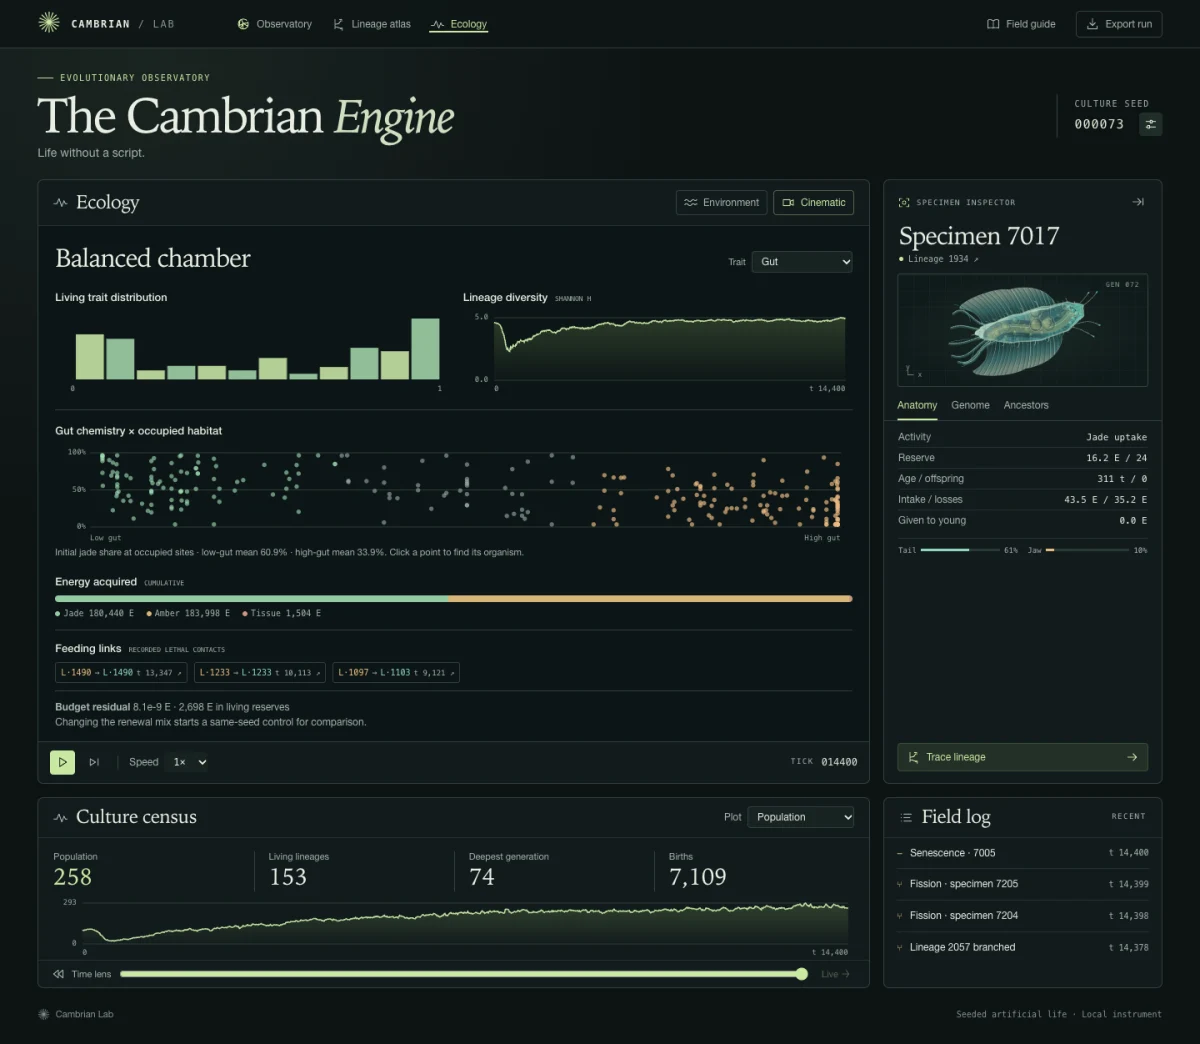 CAMBRIAN / LAB
Observatory
Lineage atlas
Ecology
Field guide
Export run
EVOLUTIONARY OBSERVATORY
The Cambrian Engine
Life without a script.
CULTURE SEED
000073
Ecology
Environment
Cinematic
Balanced chamber
Trait
Gut
Living trait distribution
0
1
Lineage diversity SHANNON H
5.0
0.0
0
t 14,400
Gut chemistry × occupied habitat
100%
50%
0%
Low gut
High gut
Initial jade share at occupied sites · low-gut mean 60.9% · high-gut mean 33.9%. Click a point to find its organism.
Energy acquired CUMULATIVE
Jade 180,440 E
Amber 183,998 E
Tissue 1,504 E
Feeding links RECORDED LETHAL CONTACTS
L·1490 → L·1490 t 13,347 ↗
L·1233 → L·1233 t 10,113 ↗
L·1097 → L·1103 t 9,121 ↗
Budget residual 8.1e-9 E · 2,698 E in living reserves
Changing the renewal mix starts a same-seed control for comparison.
Speed
1×
TICK 014400
SPECIMEN INSPECTOR
Specimen 7017
Lineage 1934 ↗
GEN 072
Y
X
Anatomy
Genome
Ancestors
Activity Jade uptake
Reserve 16.2 E / 24
Age / offspring 311 t / 0
Intake / losses 43.5 E / 35.2 E
Given to young 0.0 E
Tail 61% Jaw 10%
Trace lineage →
Culture census
Plot
Population
Population
258
Living lineages
153
Deepest generation
74
Births
7,109
293
0
0
t 14,400
Time lens
Live →
Field log
RECENT
Senescence · 7005 t 14,400
Fission · specimen 7205 t 14,399
Fission · specimen 7204 t 14,398
Lineage 2057 branched t 14,378
Cambrian Lab
Seeded artificial life · Local instrument